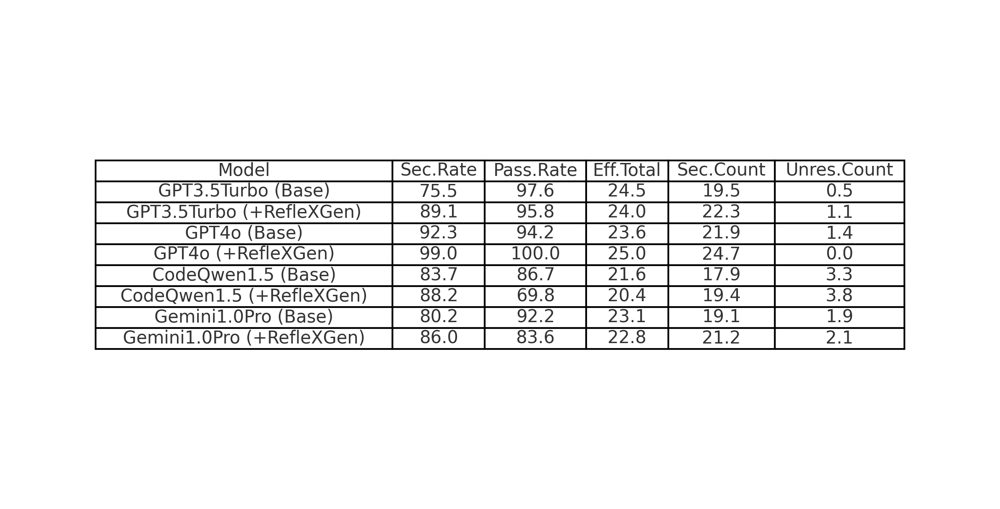 Model Sec.Rate Pass.Rate Eff.Total Sec.Count Unres.Count
GPT3.5Turbo (Base) 75.5 97.6 24.5 19.5 0.5
GPT3.5Turbo (+RefleXGen) 89.1 95.8 24.0 22.3 1.1
GPT4o (Base) 92.3 94.2 23.6 21.9 1.4
GPT4o (+RefleXGen) 99.0 100.0 25.0 24.7 0.0
CodeQwen1.5 (Base) 83.7 86.7 21.6 17.9 3.3
CodeQwen1.5 (+RefleXGen) 88.2 69.8 20.4 19.4 3.8
Gemini1.0Pro (Base) 80.2 92.2 23.1 19.1 1.9
Gemini1.0Pro (+RefleXGen) 86.0 83.6 22.8 21.2 2.1